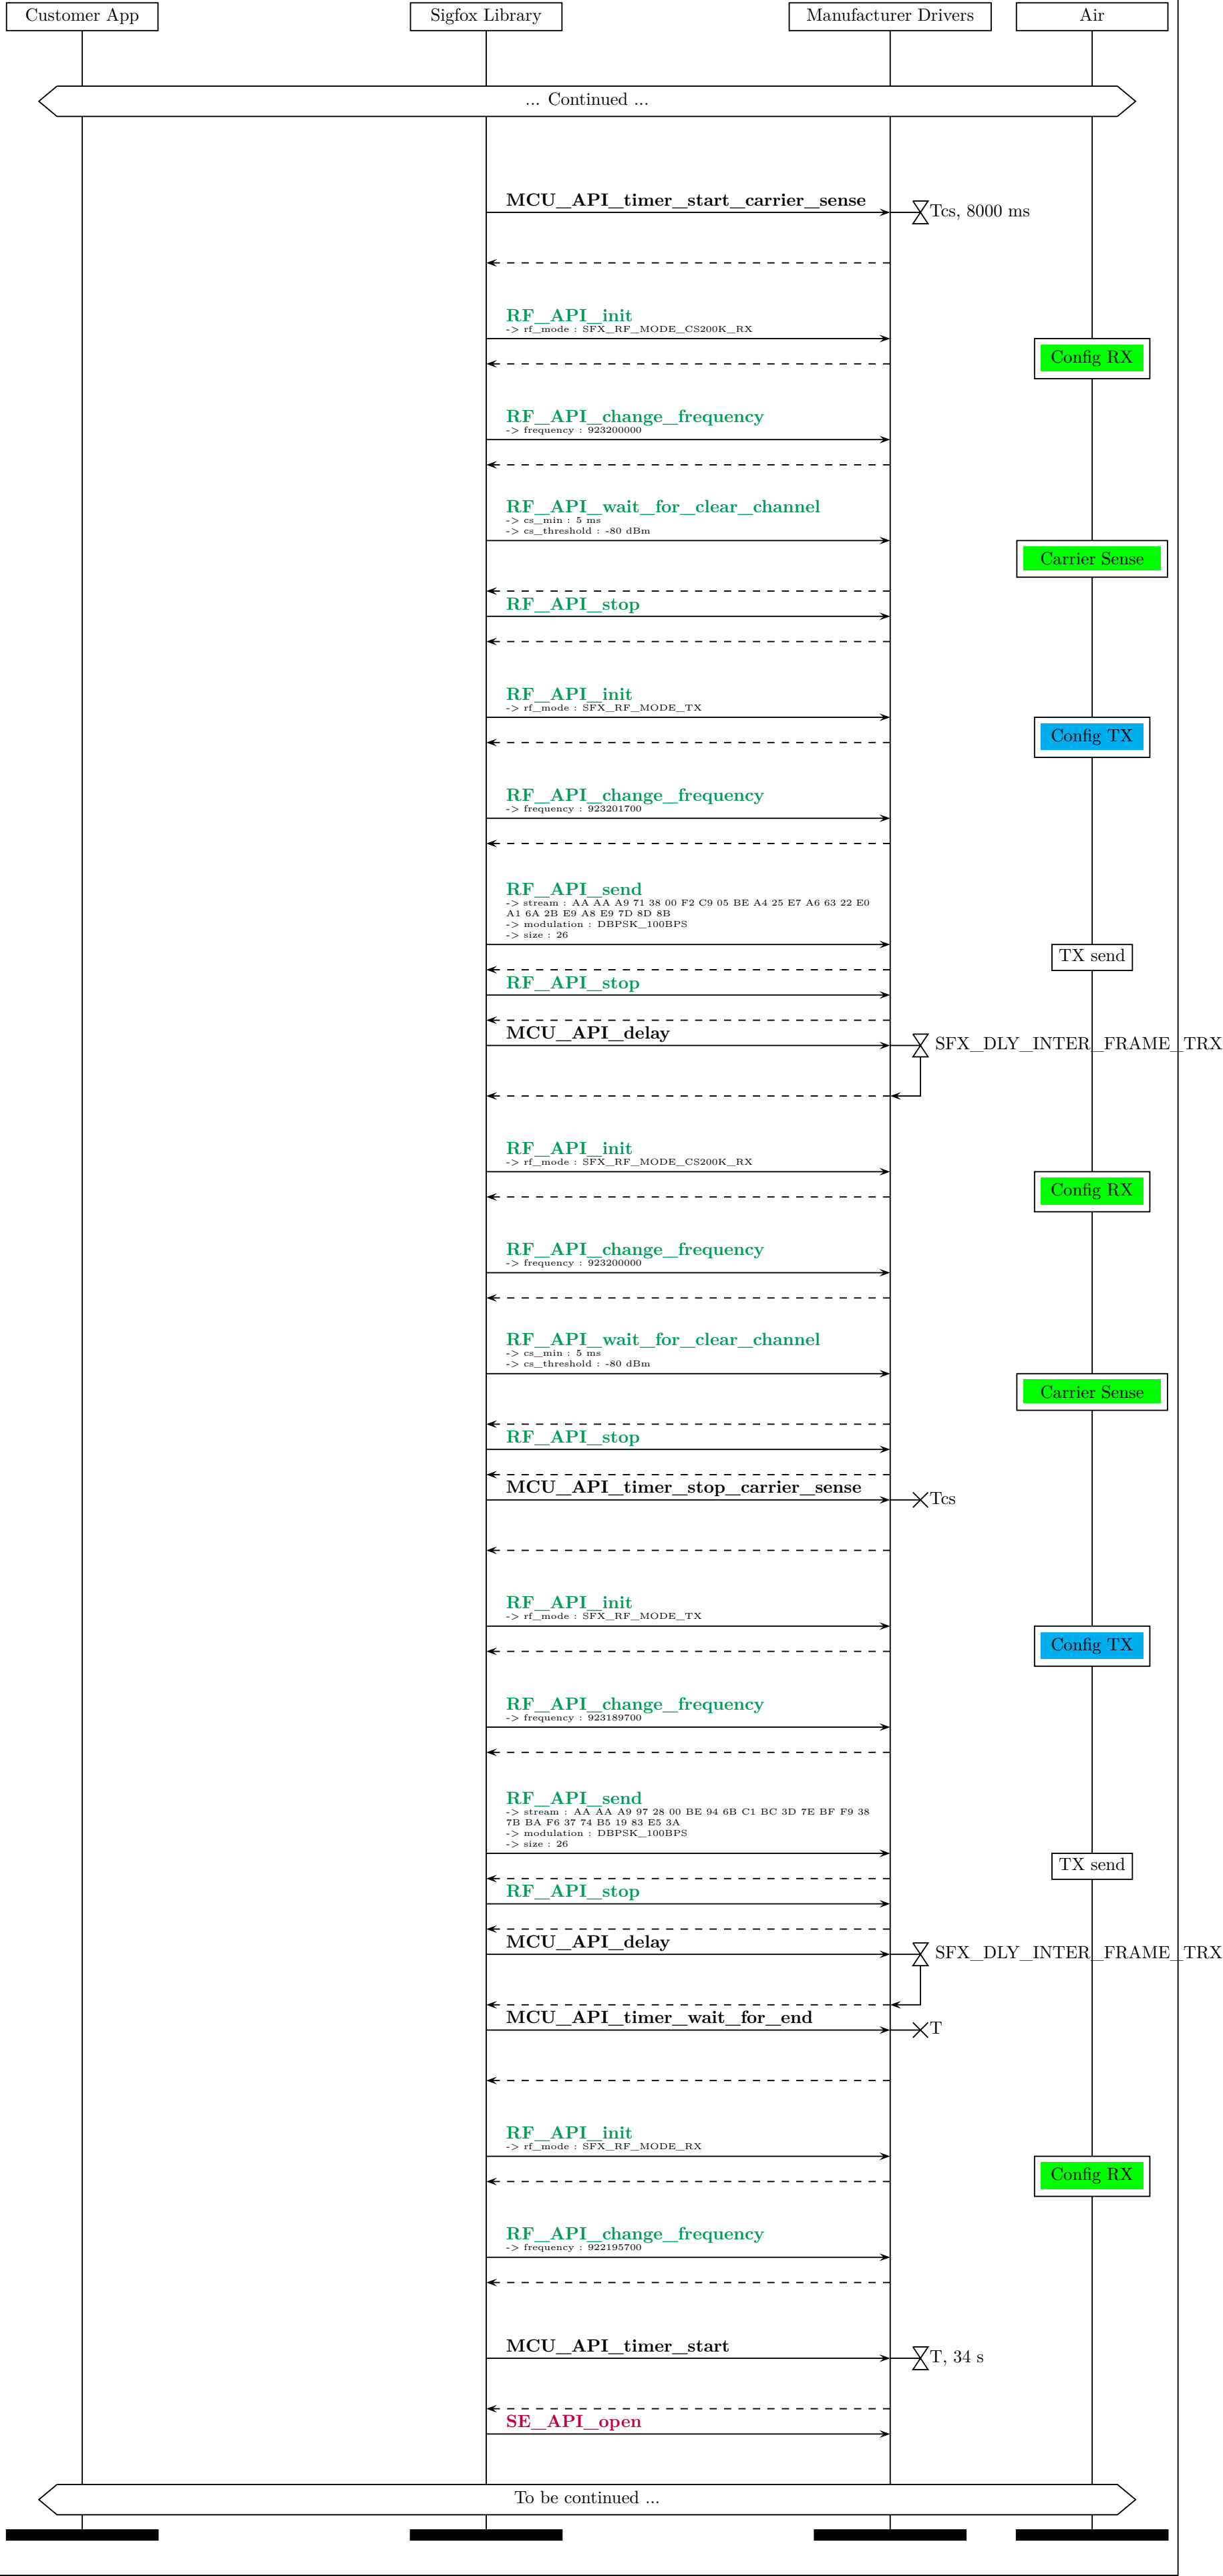 Customer App
Sigfox Library
Manufacturer Drivers
Air
... Continued ...
MCU_API_timer_start_carrier_sense
Tcs, 8000 ms
RF_API_init
-> rf_mode : SFX_RF_MODE_CS200K_RX
Config RX
RF_API_change_frequency
-> frequency : 923200000
RF_API_wait_for_clear_channel
-> cs_min : 5 ms
-> cs_threshold : -80 dBm
Carrier Sense
RF_API_stop
RF_API_init
-> rf_mode : SFX_RF_MODE_TX
Config TX
RF_API_change_frequency
-> frequency : 923201700
RF_API_send
-> stream : AA AA A9 71 38 00 F2 C9 05 BE A4 25 E7 A6 63 22 E0
A1 6A 2B E9 A8 E9 7D 8D 8B
-> modulation : DBPSK_100BPS
-> size : 26
TX send
RF_API_stop
MCU_API_delay
SFX_DLY_INTER_FRAME_TRX
RF_API_init
-> rf_mode : SFX_RF_MODE_CS200K_RX
Config RX
RF_API_change_frequency
-> frequency : 923200000
RF_API_wait_for_clear_channel
-> cs_min : 5 ms
-> cs_threshold : -80 dBm
Carrier Sense
RF_API_stop
MCU_API_timer_stop_carrier_sense
Tcs
RF_API_init
-> rf_mode : SFX_RF_MODE_TX
Config TX
RF_API_change_frequency
-> frequency : 923189700
RF_API_send
-> stream : AA AA A9 97 28 00 BE 94 6B C1 BC 3D 7E BF F9 38
7B BA F6 37 74 B5 19 83 E5 3A
-> modulation : DBPSK_100BPS
-> size : 26
TX send
RF_API_stop
MCU_API_delay
SFX_DLY_INTER_FRAME_TRX
MCU_API_timer_wait_for_end
T
RF_API_init
-> rf_mode : SFX_RF_MODE_RX
Config RX
RF_API_change_frequency
-> frequency : 922195700
MCU_API_timer_start
T, 34 s
SE_API_open
To be continued ...